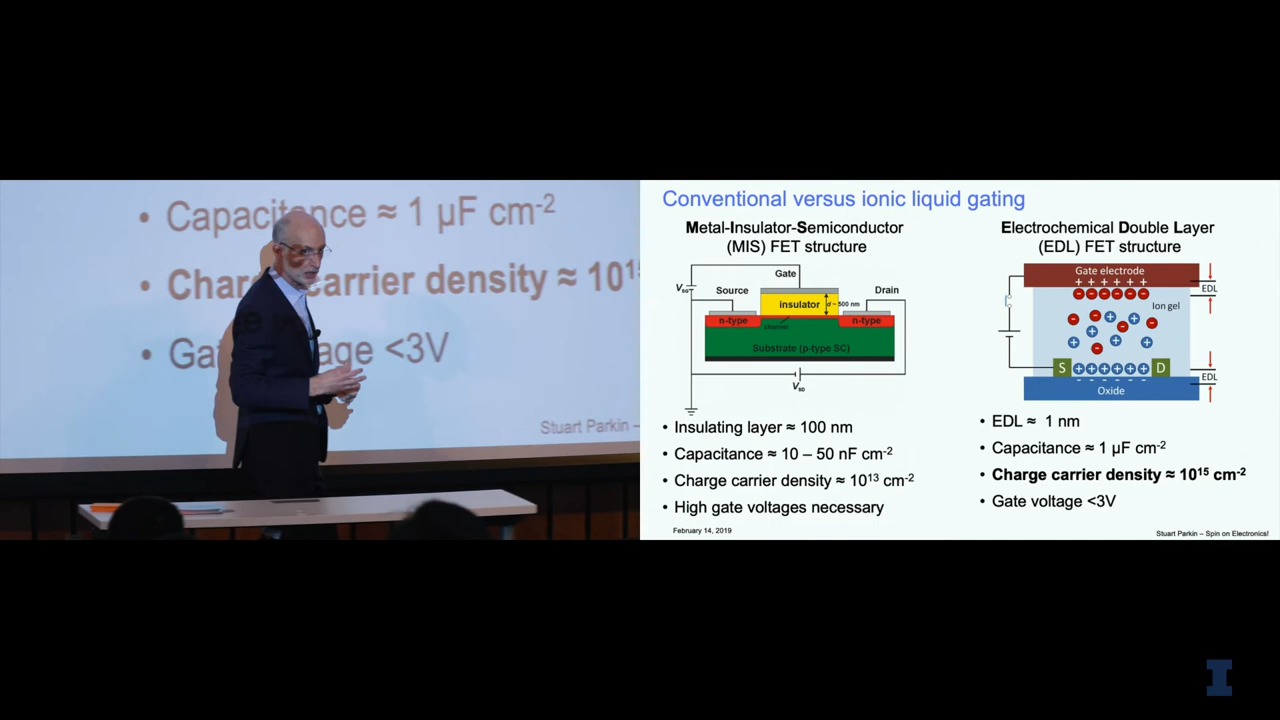 • Capacitance ≈ 1 µF cm-2
• Charge carrier density ≈ 10
<3V
Stuart Parkin –
Conventional versus ionic liquid gating
Metal-Insulator-Semiconductor
(MIS) FET structure
Gate
Source
Drain
insulator
d ~ 500 nm
n-type
channel
n-type
Substrate (p-type SC)
VSD
• Insulating layer ≈ 100 nm
• Capacitance ≈ 10 – 50 nF cm-2
• Charge carrier density ≈ 10¹³ cm-2
• High gate voltages necessary
February 14, 2019
Electrochemical Double Layer
(EDL) FET structure
Gate electrode
+ + + + + +
- - - - - -
EDL
Ion gel
S
+ + + + + +
D
- - - - - -
EDL
Oxide
• EDL ≈ 1 nm
• Capacitance ≈ 1 µF cm-2
• Charge carrier density ≈ 10¹⁵ cm-2
• Gate voltage <3V
Stuart Parkin – Spin on Electronics!
I